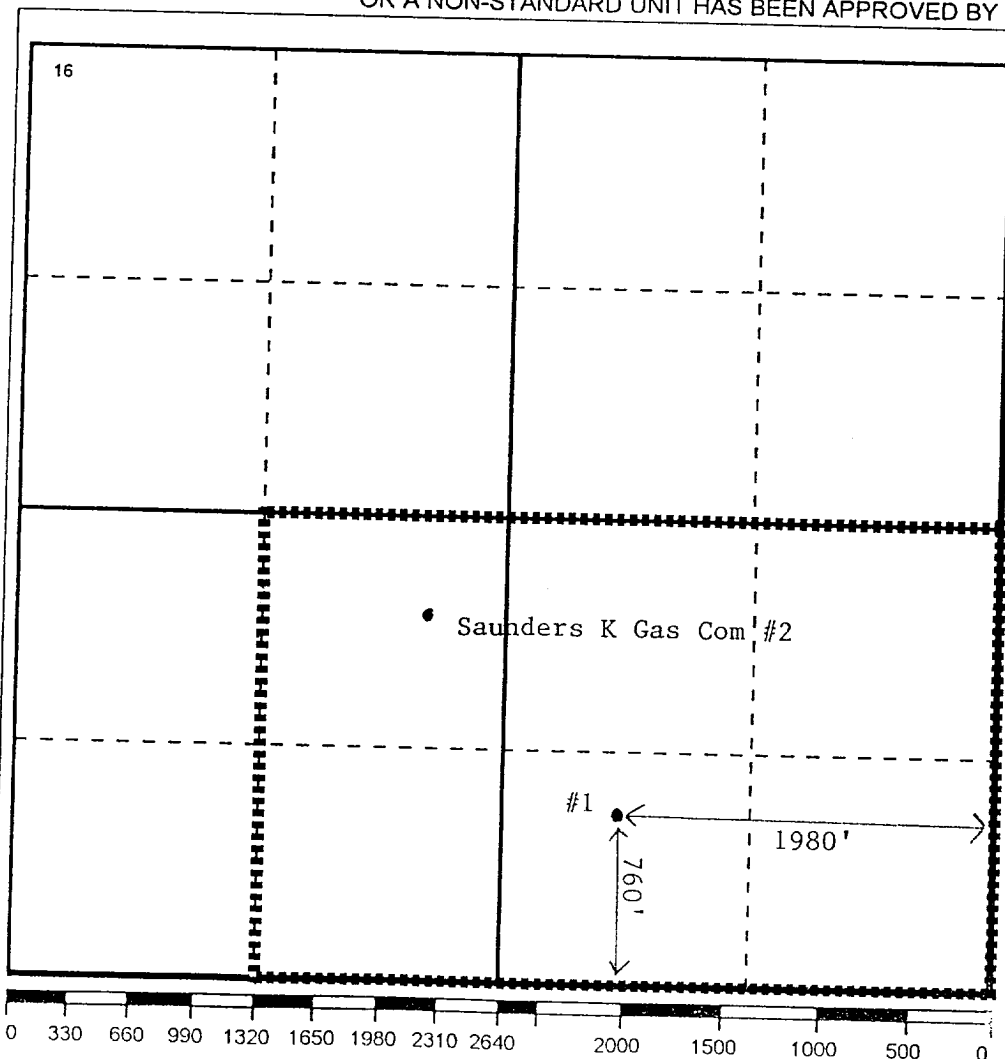 OR A NON-STANDARD UNIT HAS BEEN APPROVED BY
16
Saunders K Gas Com #2
#1
1980'
760'
0 330 660 990 1320 1650 1980 2310 2640 2000 1500 1000 500 0